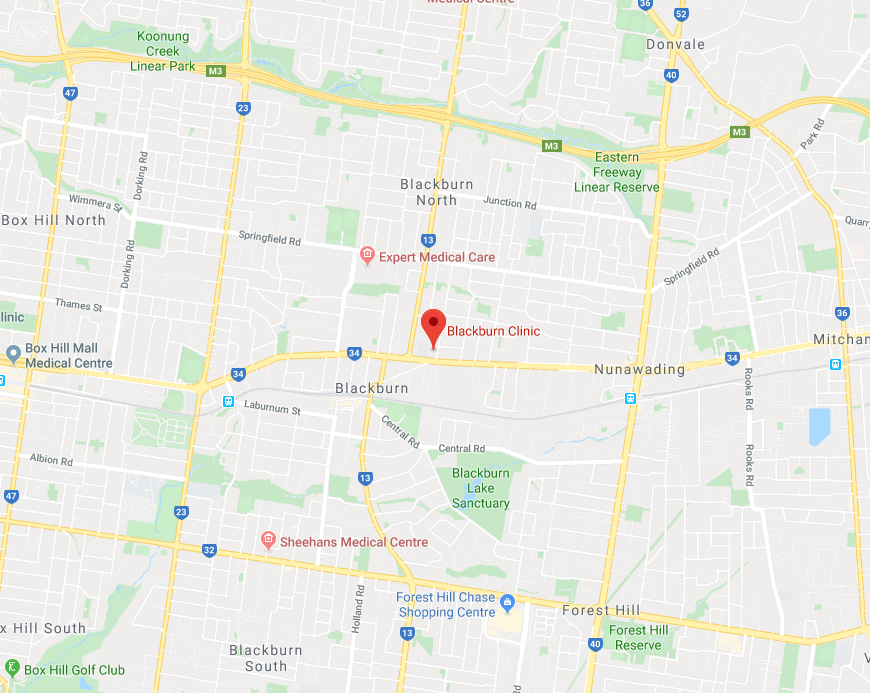 Medical Centre
36
52
Donvale
Koonung
Creek
Linear Park
M3
40
47
23
M3
Park Rd
M3
Eastern
Freeway
Linear Reserve
Dorking Rd
Blackburn
North
Junction Rd
Wimmera St
Box Hill North
Quarry
Springfield Rd
13
Dorking Rd
Expert Medical Care
Springfield Rd
Thames St
36
linic
Blackburn Clinic
Mitcham
Box Hill Mall
Medical Centre
34
34
Nunawading
34
Blackburn
Rooks Rd
Laburnum St
Central Rd
Central Rd
Albion Rd
Rooks Rd
Blackburn
Lake
Sanctuary
13
47
23
Sheehans Medical Centre
32
Holland Rd
Forest Hill Chase
Shopping Centre
Forest Hill
x Hill South
13
Forest Hill
Reserve
40
Blackburn
South
V
Box Hill Golf Club
rd